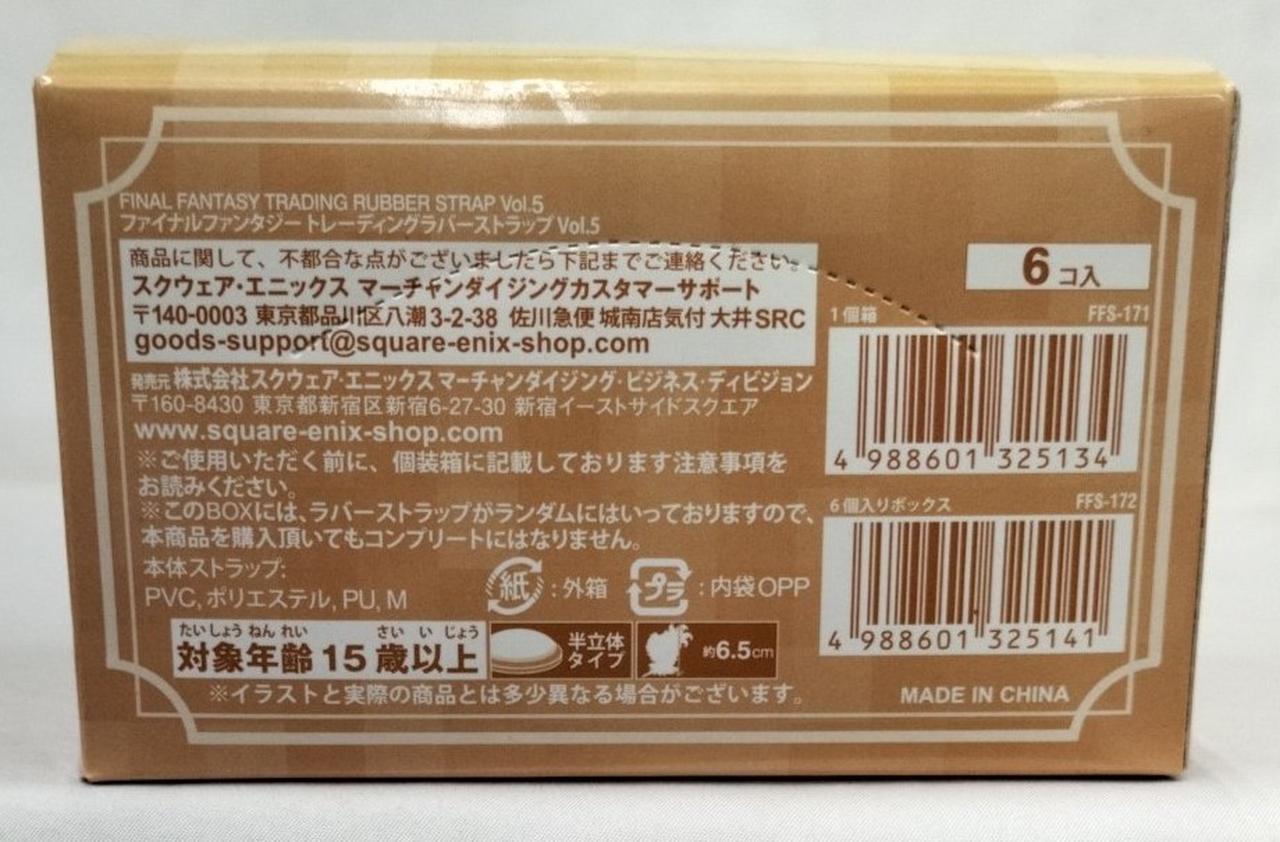 FINAL FANTASY TRADING RUBBER STRAP Vol.5
ファイナルファンタジー トレーディングラバーストラップ Vol.5
商品に関して、不都合な点がございましたら下記までご連絡ください。
スクウェア・エニックス マーチャンダイジングカスタマーサポート
〒140-0003 東京都品川区八潮3-2-38 佐川急便 城南店気付 大井SRC
goods-support@square-enix-shop.com
発売元 株式会社スクウェア・エニックスマーチャンダイジング・ビジネス・ディビジョン
〒160-8430 東京都新宿区新宿6-27-30 新宿イーストサイドスクエア
www.square-enix-shop.com
※ご使用いただく前に、個装箱に記載しております注意事項を
お読みください。
※このBOXには、ラバーストラップがランダムにはいっておりますので、
本商品を購入頂いてもコンプリートにはなりません。
本体ストラップ:
PVC, ポリエステル, PU, M
紙 : 外箱 プラ : 内袋OPP
たいしょうねんれい さい いじょう
対象年齢 15 歳以上
半立体
タイプ
約6.5cm
※イラストと実際の商品とは多少異なる場合がございます。
6 コ入
1個箱 FFS-171
4 988601 325134
6個入りボックス FFS-172
4 988601 325141
MADE IN CHINA